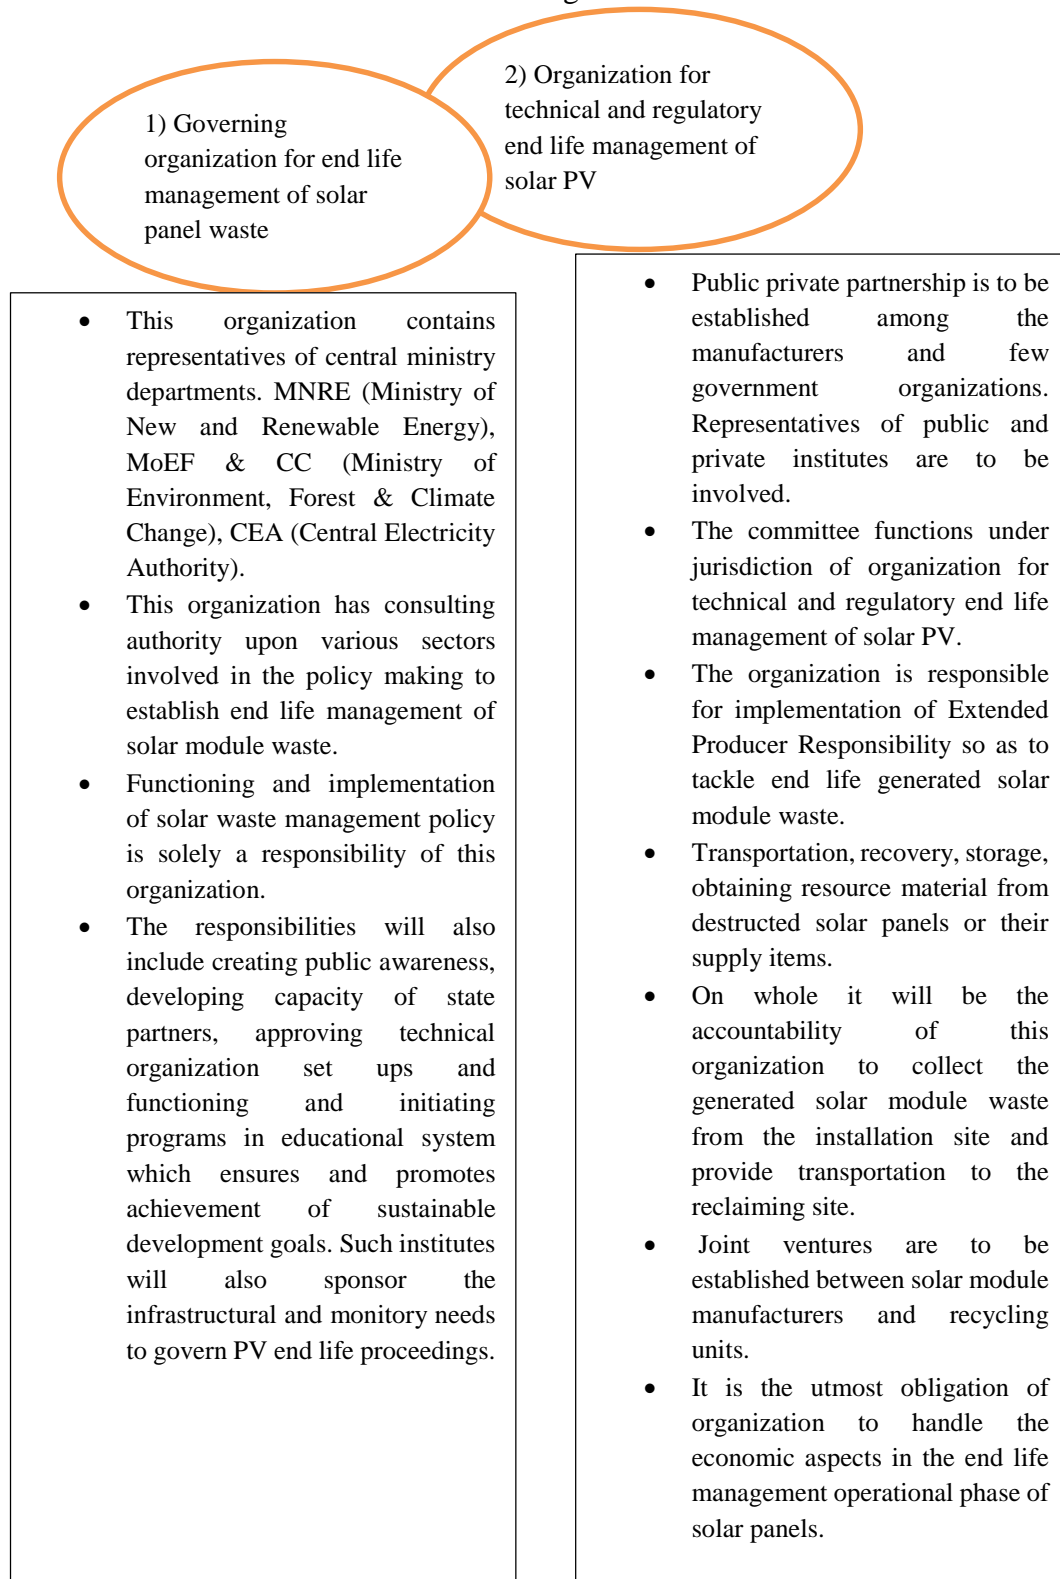 1) Governing
organization for end life
management of solar
panel waste
2) Organization for
technical and regulatory
end life management of
solar PV
• This organization contains
representatives of central ministry
departments. MNRE (Ministry of
New and Renewable Energy),
MoEF & CC (Ministry of
Environment, Forest & Climate
Change), CEA (Central Electricity
Authority).
• This organization has consulting
authority upon various sectors
involved in the policy making to
establish end life management of
solar module waste.
• Functioning and implementation
of solar waste management policy
is solely a responsibility of this
organization.
• The responsibilities will also
include creating public awareness,
developing capacity of state
partners, approving technical
organization set ups and
functioning and initiating
programs in educational system
which ensures and promotes
achievement of sustainable
development goals. Such institutes
will also sponsor the
infrastructural and monitory needs
to govern PV end life proceedings.
• Public private partnership is to be
established among the
manufacturers and few
government organizations.
Representatives of public and
private institutes are to be
involved.
• The committee functions under
jurisdiction of organization for
technical and regulatory end life
management of solar PV.
• The organization is responsible
for implementation of Extended
Producer Responsibility so as to
tackle end life generated solar
module waste.
• Transportation, recovery, storage,
obtaining resource material from
destructed solar panels or their
supply items.
• On whole it will be the
accountability of this
organization to collect the
generated solar module waste
from the installation site and
provide transportation to the
reclaiming site.
• Joint ventures are to be
established between solar module
manufacturers and recycling
units.
• It is the utmost obligation of
organization to handle the
economic aspects in the end life
management operational phase of
solar panels.